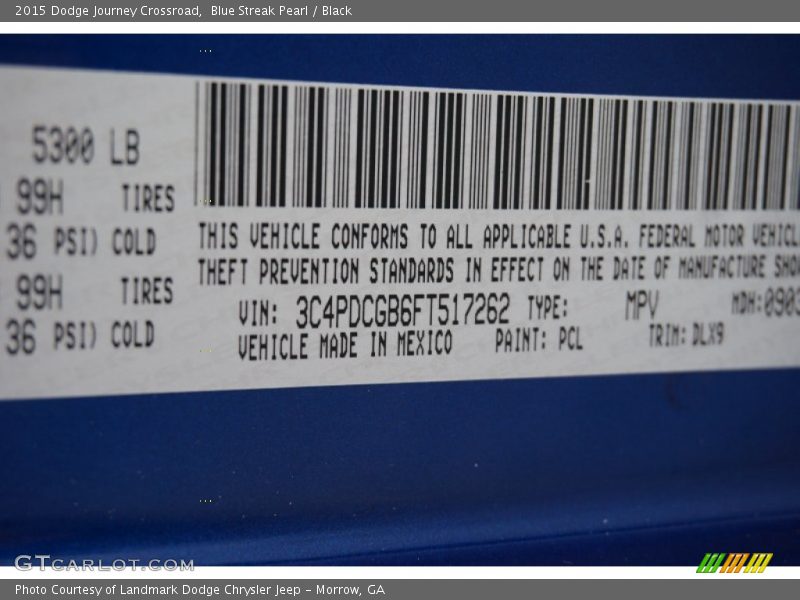 2015 Dodge Journey Crossroad,  Blue Streak Pearl / Black
5300 LB
99H TIRES
36 PSI) COLD
99H TIRES
36 PSI) COLD
THIS VEHICLE CONFORMS TO ALL APPLICABLE U.S.A. FEDERAL MOTOR VEHICL
THEFT PREVENTION STANDARDS IN EFFECT ON THE DATE OF MANUFACTURE SHO
VIN: 3C4PDCGB6FT517262 TYPE: MPV MDH:0903
VEHICLE MADE IN MEXICO PAINT: PCL TRIM: DLX9
GTCARLOT.COM
Photo Courtesy of Landmark Dodge Chrysler Jeep – Morrow, GA